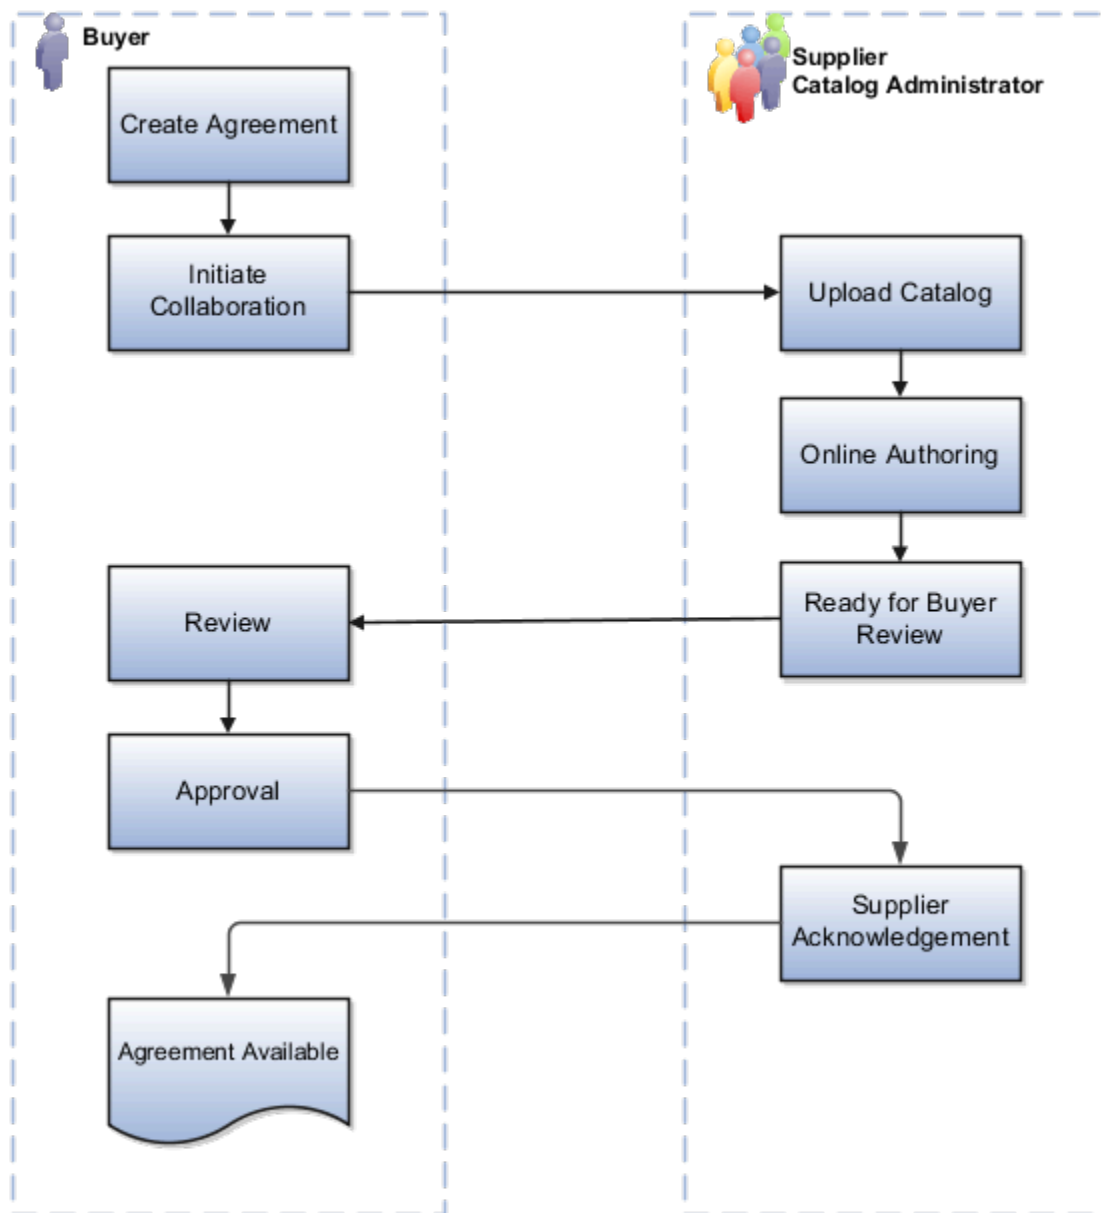 Buyer
Supplier
Catalog Administrator
Create Agreement
Initiate
Collaboration
Upload Catalog
Online Authoring
Ready for Buyer
Review
Review
Approval
Supplier
Acknowledgement
Agreement Available